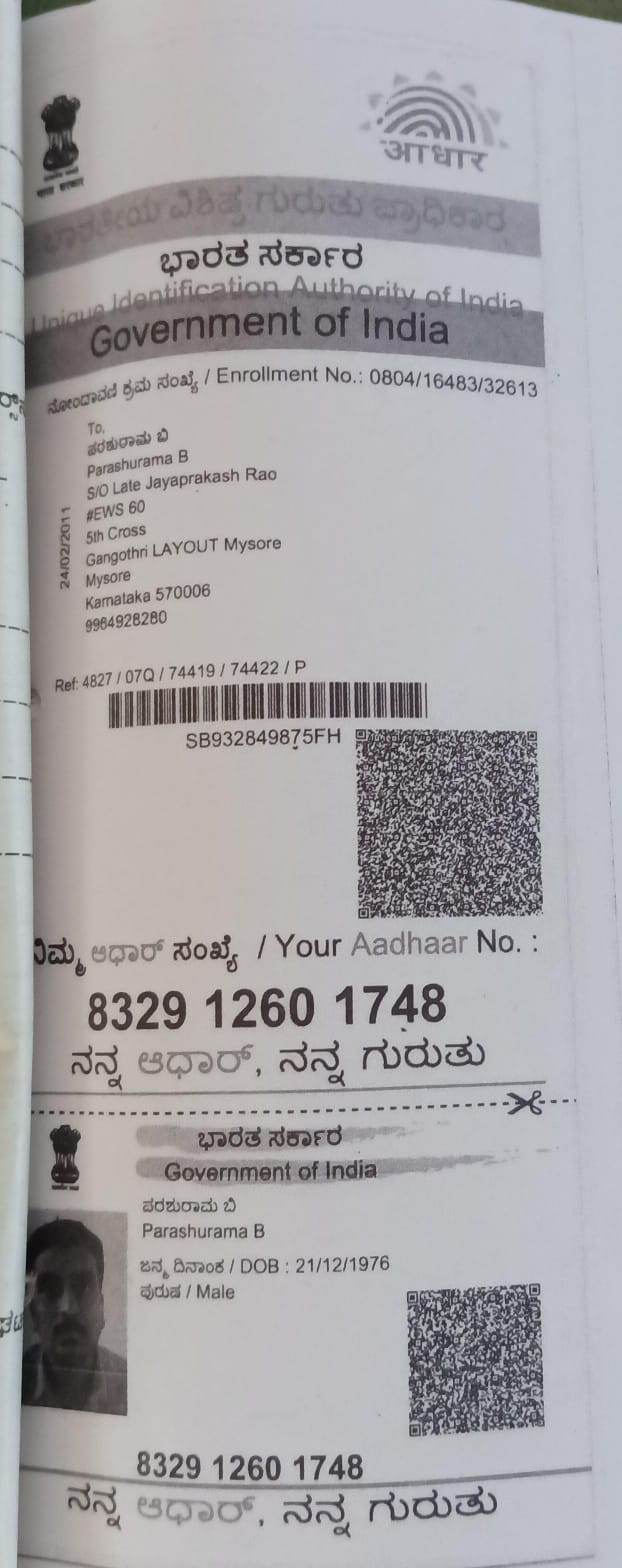 आधार
भारत सरकार
ಭಾರತೀಯ ವಿಶಿಷ್ಟ ಗುರುತು ಪ್ರಾಧಿಕಾರ
ಭಾರತ ಸರ್ಕಾರ
Unique Identification Authority of India
Government of India
ನೋಂದಾವಣಿ ಕ್ರಮ ಸಂಖ್ಯೆ / Enrollment No.: 0804/16483/32613
To,
ಪರಶುರಾಮ ಬಿ
Parashurama B
S/O Late Jayaprakash Rao
#EWS 60
5th Cross
Gangothri LAYOUT Mysore
Mysore
Karnataka 570006
9964928280
24/02/2011
Ref: 4827 / 07Q / 74419 / 74422 / P
SB932849875FH
ನಿಮ್ಮ ಆಧಾರ್ ಸಂಖ್ಯೆ / Your Aadhaar No. :
8329 1260 1748
ನನ್ನ ಆಧಾರ್, ನನ್ನ ಗುರುತು
ಭಾರತ ಸರ್ಕಾರ
Government of India
ಪರಶುರಾಮ ಬಿ
Parashurama B
ಜನ್ಮ ದಿನಾಂಕ / DOB : 21/12/1976
ಪುರುಷ / Male
8329 1260 1748
ನನ್ನ ಆಧಾರ್, ನನ್ನ ಗುರುತು